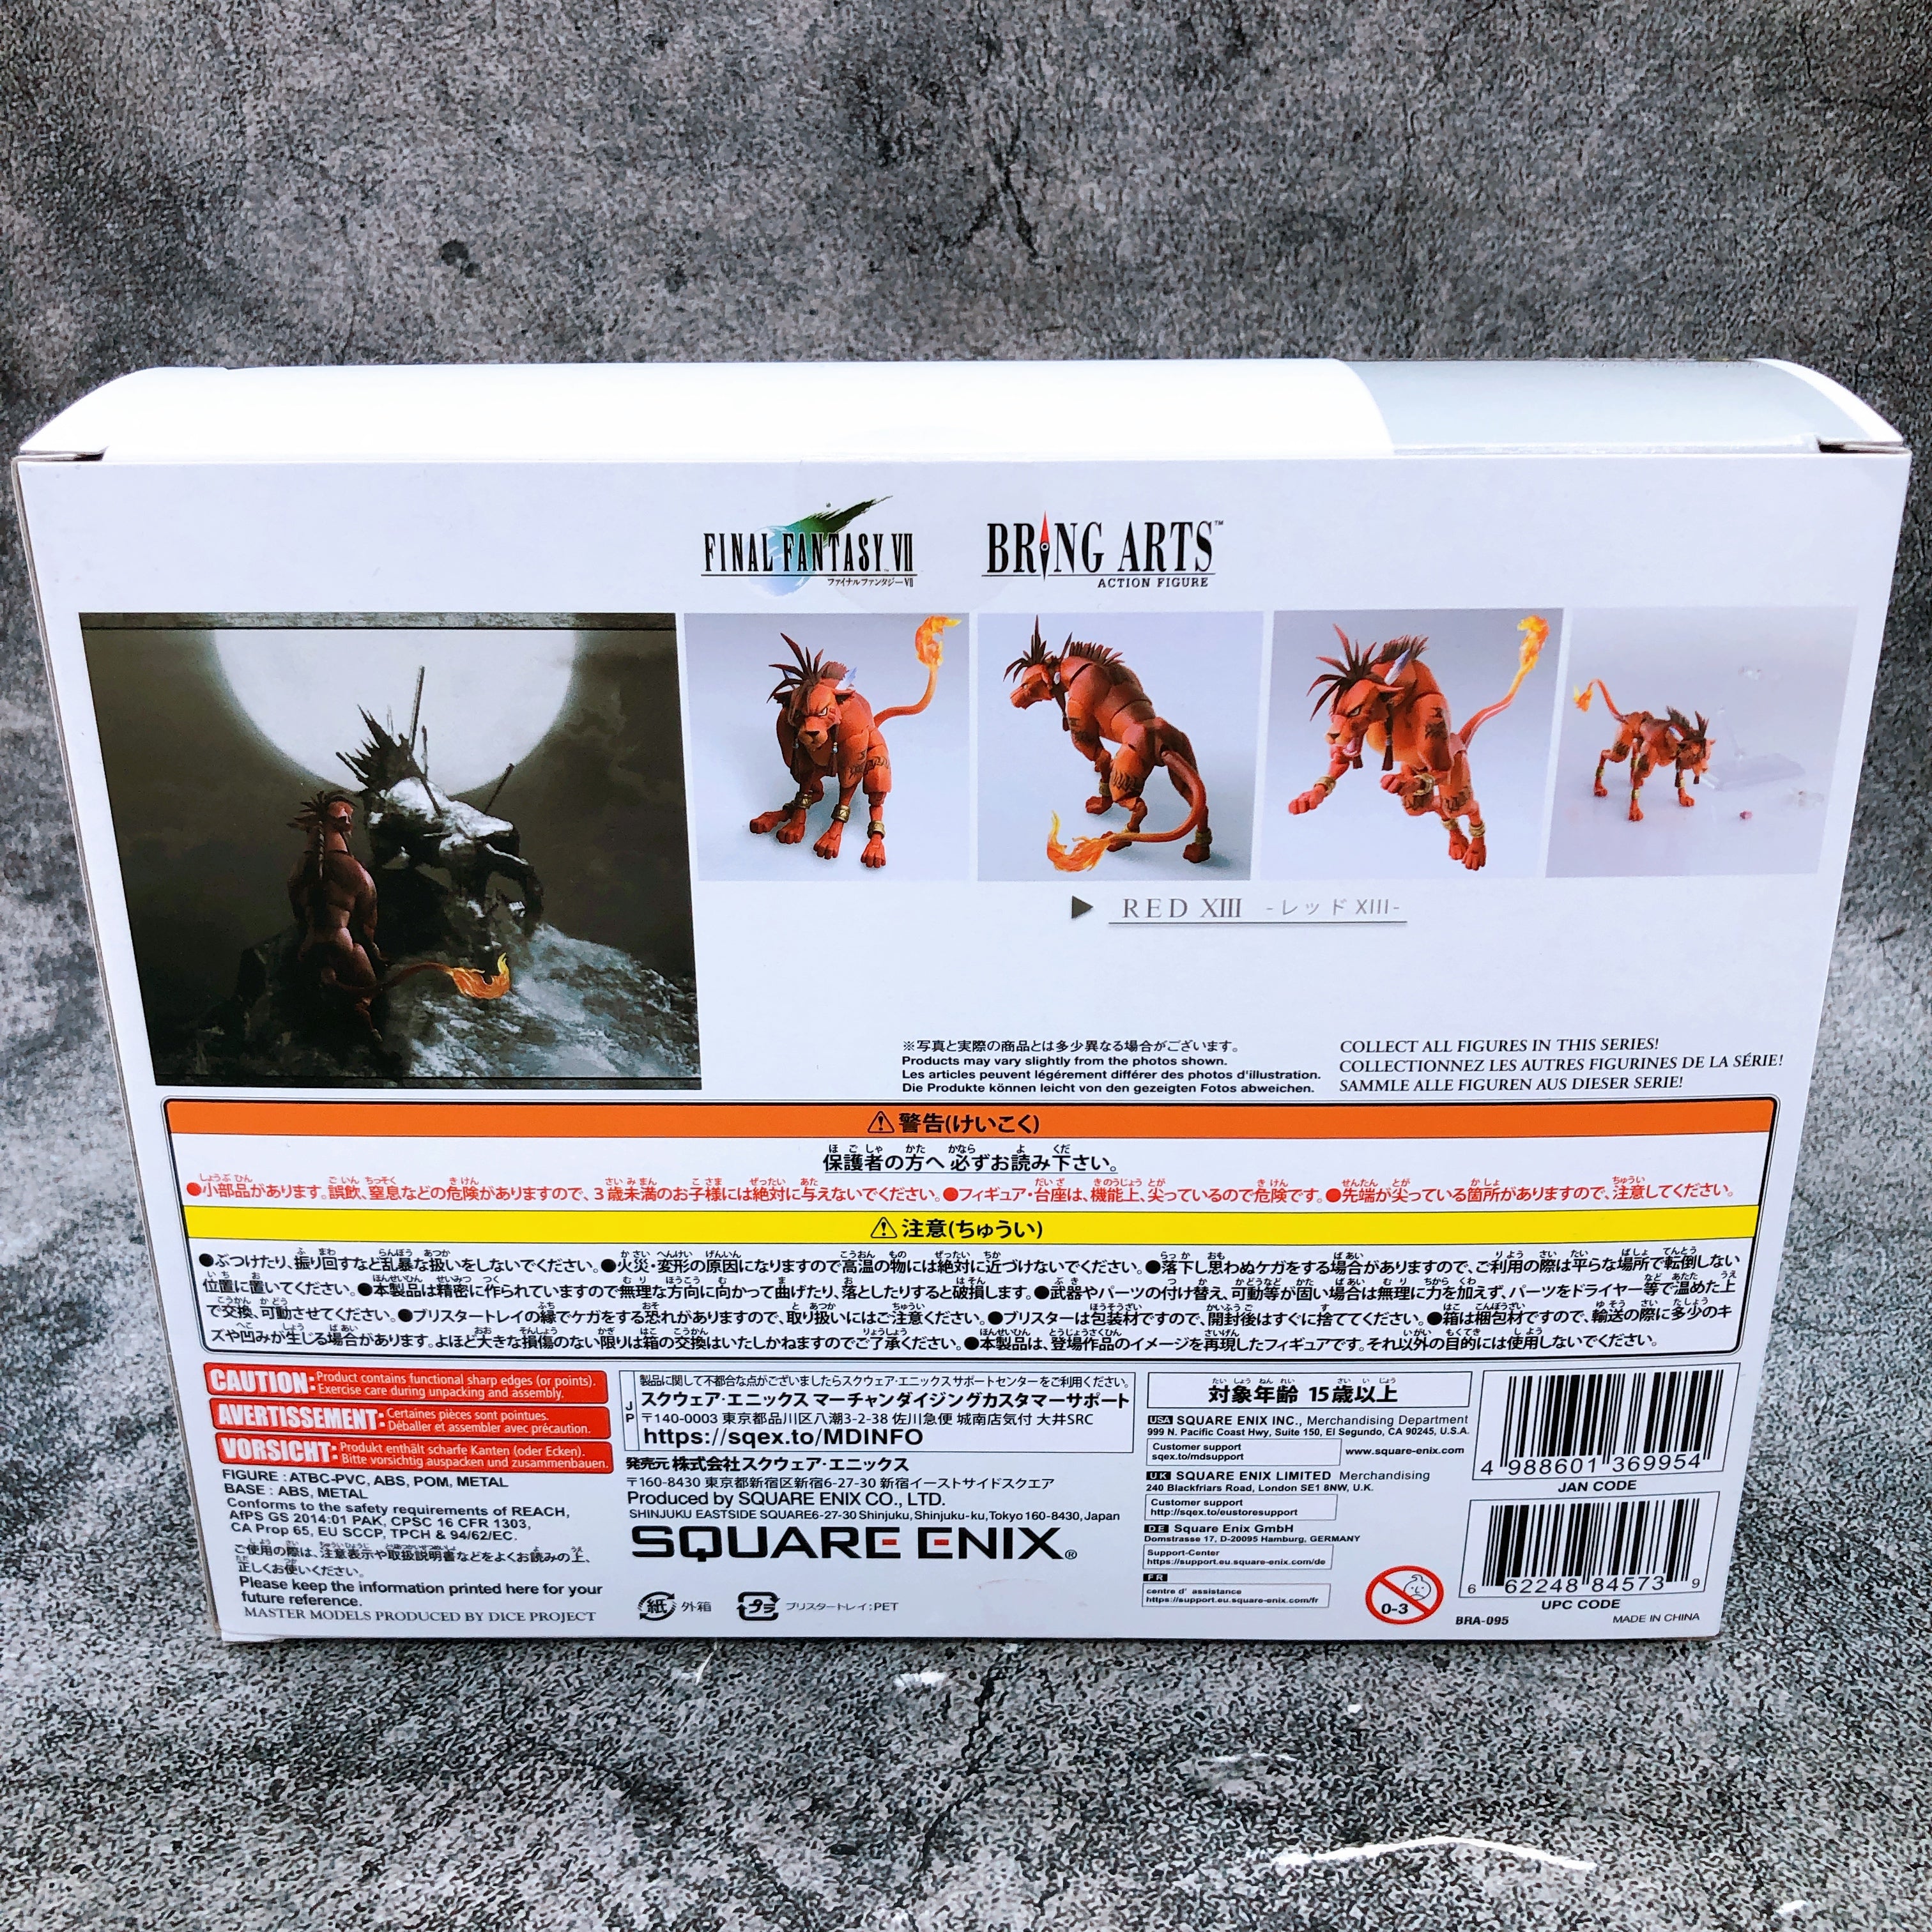 FINAL FANTASY VII™
ファイナルファンタジーVII
BRING ARTS™
ACTION FIGURE
RED XIII -レッドXIII-
※写真と実際の商品とは多少異なる場合がございます。
Products may vary slightly from the photos shown.
Les articles peuvent légérement différer des photos d'illustration.
Die Produkte können leicht von den gezeigten Fotos abweichen.
COLLECT ALL FIGURES IN THIS SERIES!
COLLECTIONNEZ LES AUTRES FIGURINES DE LA SÉRIE!
SAMMLE ALLE FIGUREN AUS DIESER SERIE!
⚠警告(けいこく)
保護者の方へ 必ずお読み下さい。
●小部品があります。誤飲、窒息などの危険がありますので、3歳未満のお子様には絶対に与えないでください。●フィギュア・台座は、機能上、尖っているので危険です。●先端が尖っている箇所がありますので、注意してください。
⚠注意(ちゅうい)
●ぶつけたり、振り回すなど乱暴な扱いをしないでください。●火災・変形の原因になりますので高温の物には絶対に近づけないでください。●落下し思わぬケガをする場合がありますので、ご利用の際は平らな場所で転倒しない
位置に置いてください。●本製品は精密に作られていますので無理な方向に向かって曲げたり、落としたりすると破損します。●武器やパーツの付け替え、可動等が固い場合は無理に力を加えず、パーツをドライヤー等で温めた上
で交換、可動させてください。●ブリスタートレイの縁でケガをする恐れがありますので、取り扱いにはご注意ください。●ブリスターは包装材ですので、開封後はすぐに捨ててください。●箱は梱包材ですので、輸送の際に多少のキ
ズや凹みが生じる場合があります。よほど大きな損傷のない限りは箱の交換はいたしかねますのでご了承ください。●本製品は、登場作品のイメージを再現したフィギュアです。それ以外の目的には使用しないでください。
CAUTION: Product contains functional sharp edges (or points).
Exercise care during unpacking and assembly.
AVERTISSEMENT: Certaines pièces sont pointues.
Déballer et assembler avec précaution.
VORSICHT: Produkt enthält scharfe Kanten (oder Ecken).
Bitte vorsichtig auspacken und zusammenbauen.
FIGURE : ATBC-PVC, ABS, POM, METAL
BASE : ABS, METAL
Conforms to the safety requirements of REACH,
AfPS GS 2014:01 PAK, CPSC 16 CFR 1303,
CA Prop 65, EU SCCP, TPCH & 94/62/EC.
ご使用の際は、注意表示や取扱説明書などをよくお読みの上、
正しくお使いください。
Please keep the information printed here for your
future reference.
MASTER MODELS PRODUCED BY DICE PROJECT
JP
製品に関して不都合な点がございましたらスクウェア・エニックスサポートセンターをご利用ください。
スクウェア・エニックス マーチャンダイジングカスタマーサポート
〒140-0003 東京都品川区八潮3-2-38 佐川急便 城南店気付 大井SRC
https://sqex.to/MDINFO
発売元 株式会社スクウェア・エニックス
〒160-8430 東京都新宿区新宿6-27-30 新宿イーストサイドスクエア
Produced by SQUARE ENIX CO., LTD.
SHINJUKU EASTSIDE SQUARE6-27-30 Shinjuku, Shinjuku-ku, Tokyo 160-8430, Japan
SQUARE ENIX®
紙 外箱
プラ ブリスタートレイ:PET
対象年齢 15歳以上
USA SQUARE ENIX INC., Merchandising Department
999 N. Pacific Coast Hwy, Suite 150, El Segundo, CA 90245, U.S.A.
Customer support
sqex.to/mdsupport
www.square-enix.com
UK SQUARE ENIX LIMITED Merchandising
240 Blackfriars Road, London SE1 8NW, U.K.
Customer support
http://sqex.to/eustoresupport
DE Square Enix GmbH
Domstrasse 17, D-20095 Hamburg, GERMANY
Support-Center
https://support.eu.square-enix.com/de
FR
centre d' assistance
https://support.eu.square-enix.com/fr
0-3
4 988601 369954
JAN CODE
6 62248 84573 9
UPC CODE
BRA-095
MADE IN CHINA